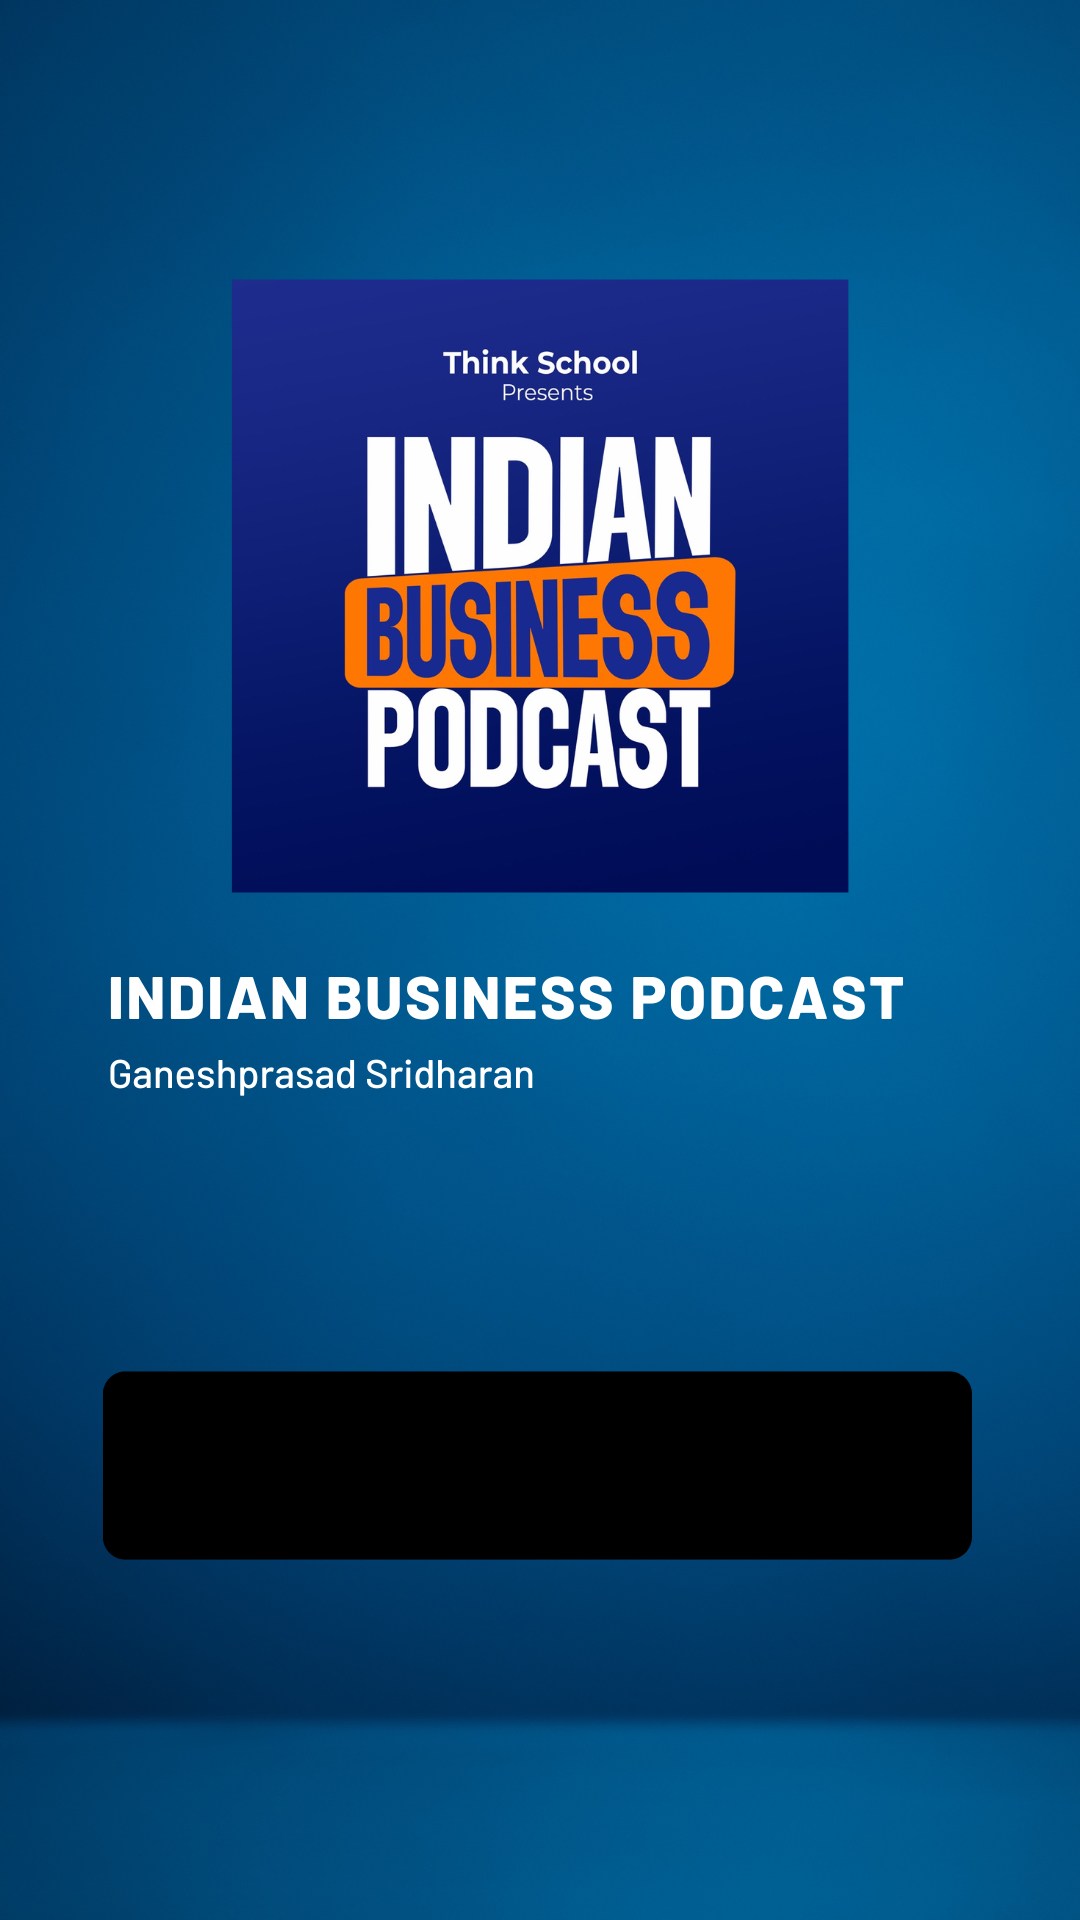 Think School
Presents
INDIAN
BUSINESS
PODCAST
INDIAN BUSINESS PODCAST
Ganeshprasad Sridharan